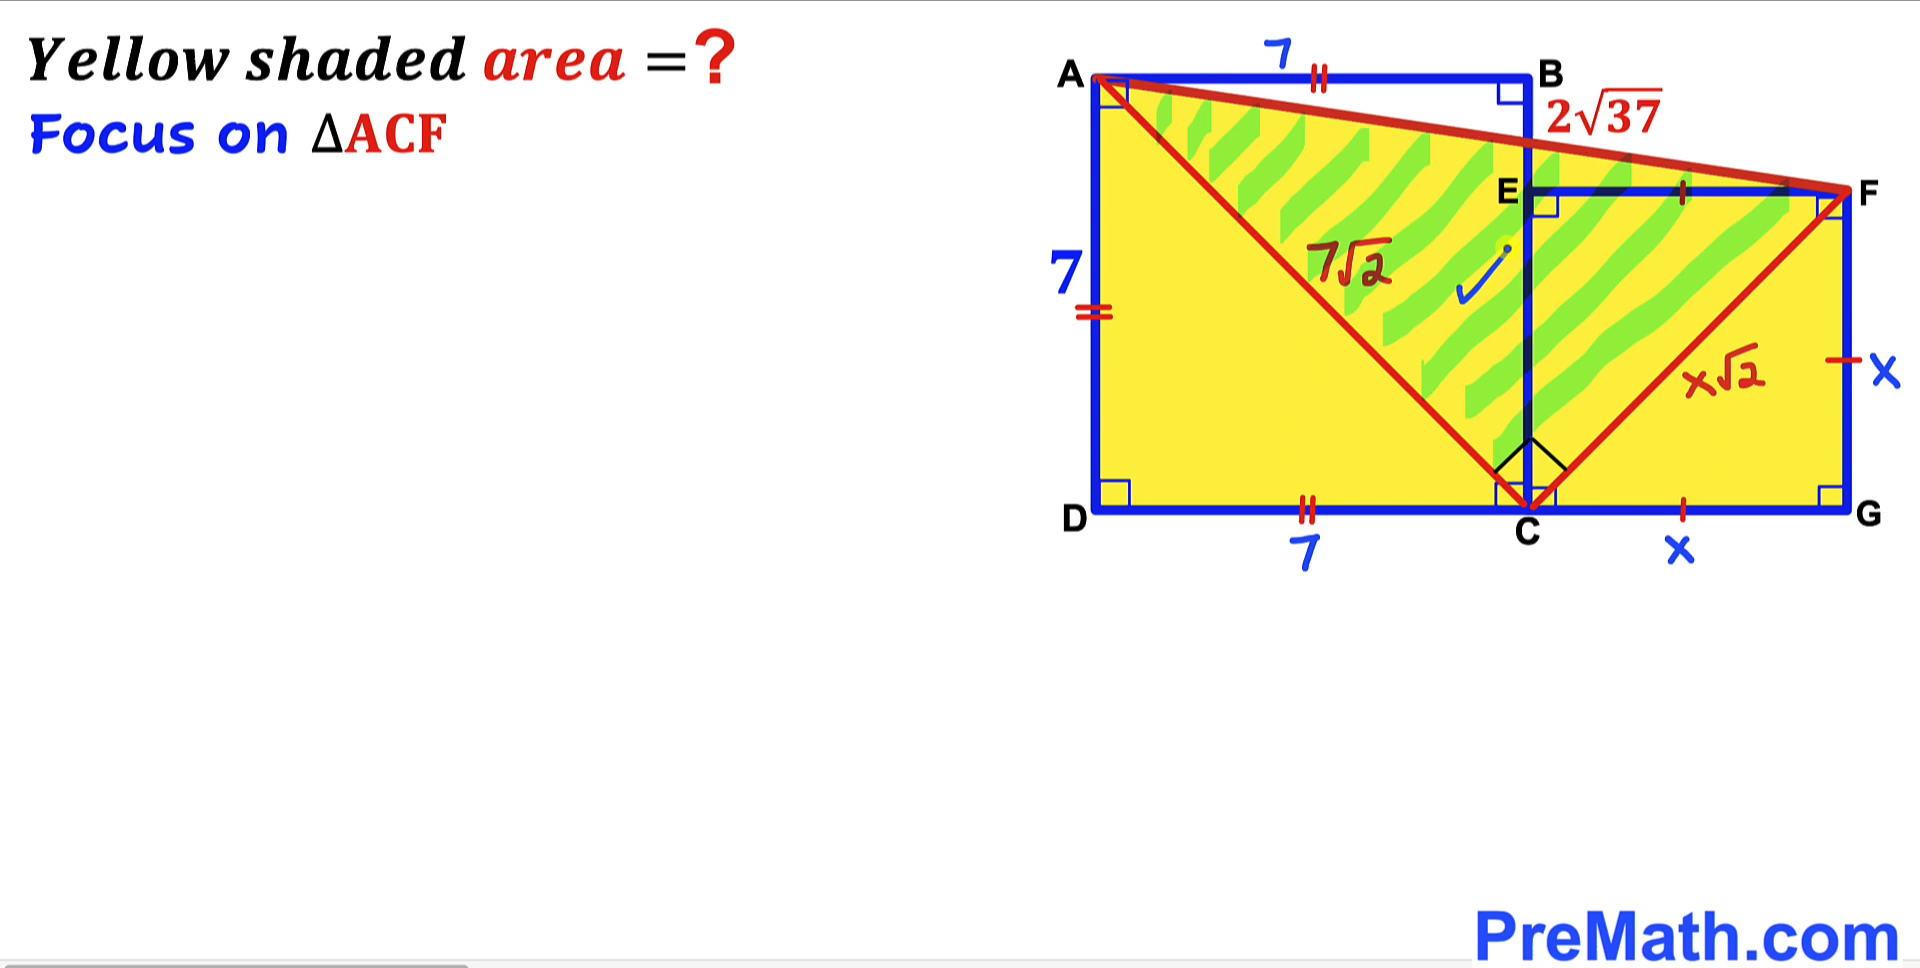 Yellow shaded area = ?
Focus on ΔACF
7
A
B
2√37
E
F
7
7√2
x√2
x
D
C
G
7
x
PreMath.com